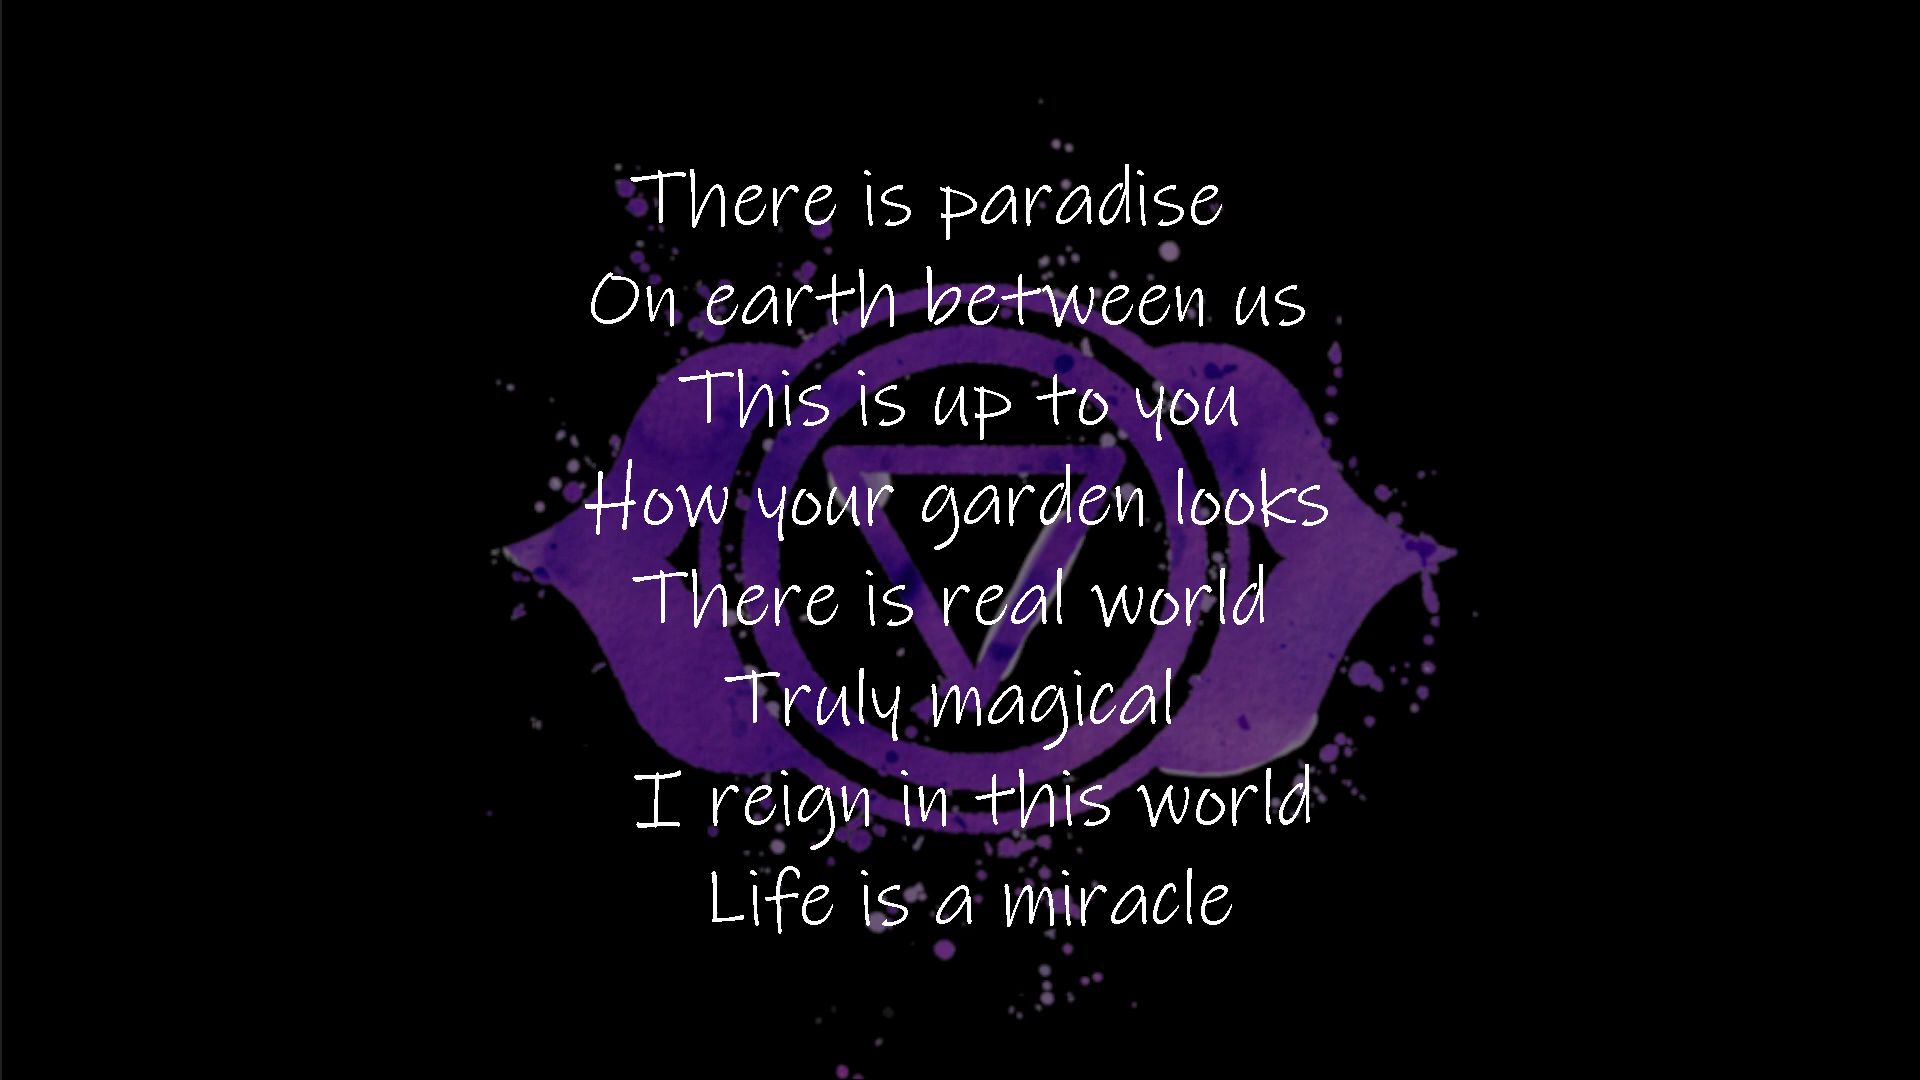 There is paradise
On earth between us
This is up to you
How your garden looks
There is real world
Truly magical
I reign in this world
Life is a miracle